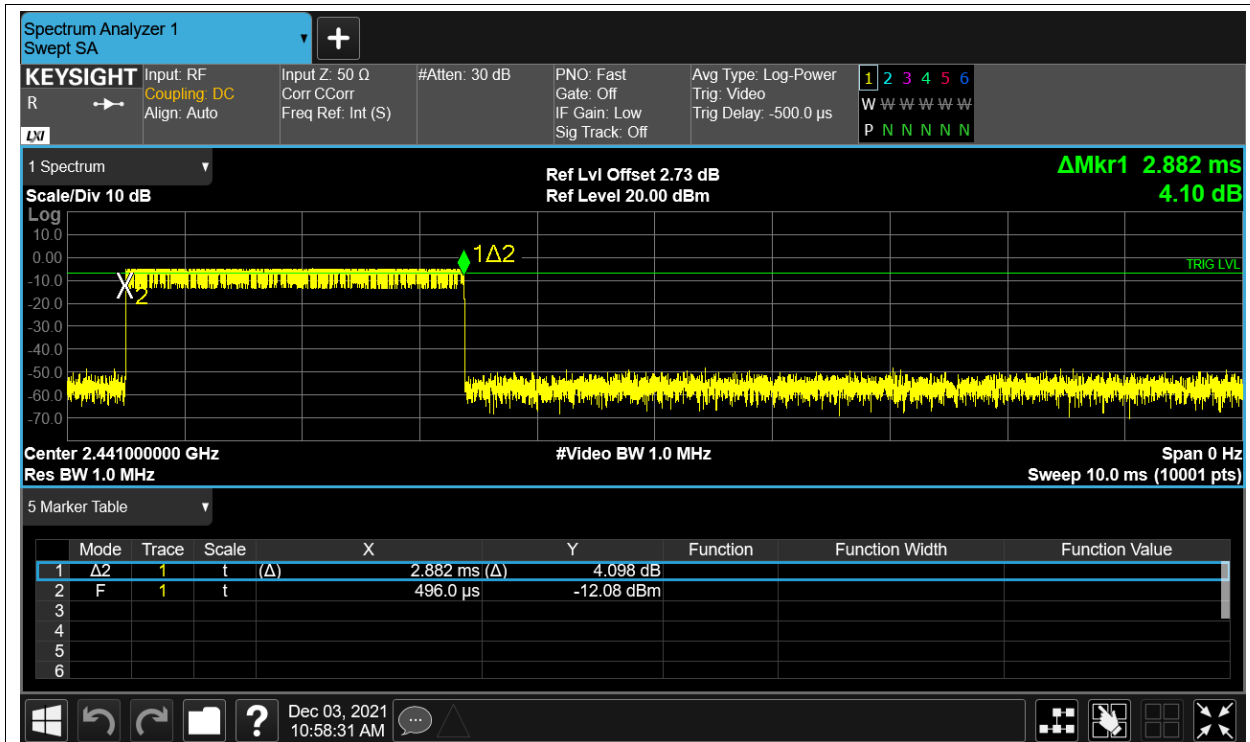 Spectrum Analyzer 1
Swept SA
+
KEYSIGHT Input: RF Input Z: 50 Ω #Atten: 30 dB PNO: Fast Avg Type: Log-Power 1 2 3 4 5 6
R Coupling: DC Corr CCorr Gate: Off Trig: Video
Align: Auto Freq Ref: Int (S) IF Gain: Low Trig Delay: -500.0 µs W W W W W W
LXI Sig Track: Off P N N N N N
1 Spectrum ΔMkr1 2.882 ms
Ref Lvl Offset 2.73 dB
Scale/Div 10 dB Ref Level 20.00 dBm 4.10 dB
Log
10.0
0.00 1Δ2 TRIG LVL
-10.0
2
-20.0
-30.0
-40.0
-50.0
-60.0
-70.0
Center 2.441000000 GHz #Video BW 1.0 MHz Span 0 Hz
Res BW 1.0 MHz Sweep 10.0 ms (10001 pts)
5 Marker Table
Mode Trace Scale X Y Function Function Width Function Value
1 Δ2 1 t (Δ) 2.882 ms (Δ) 4.098 dB
2 F 1 t 496.0 µs -12.08 dBm
3
4
5
6
? Dec 03, 2021
10:58:31 AM